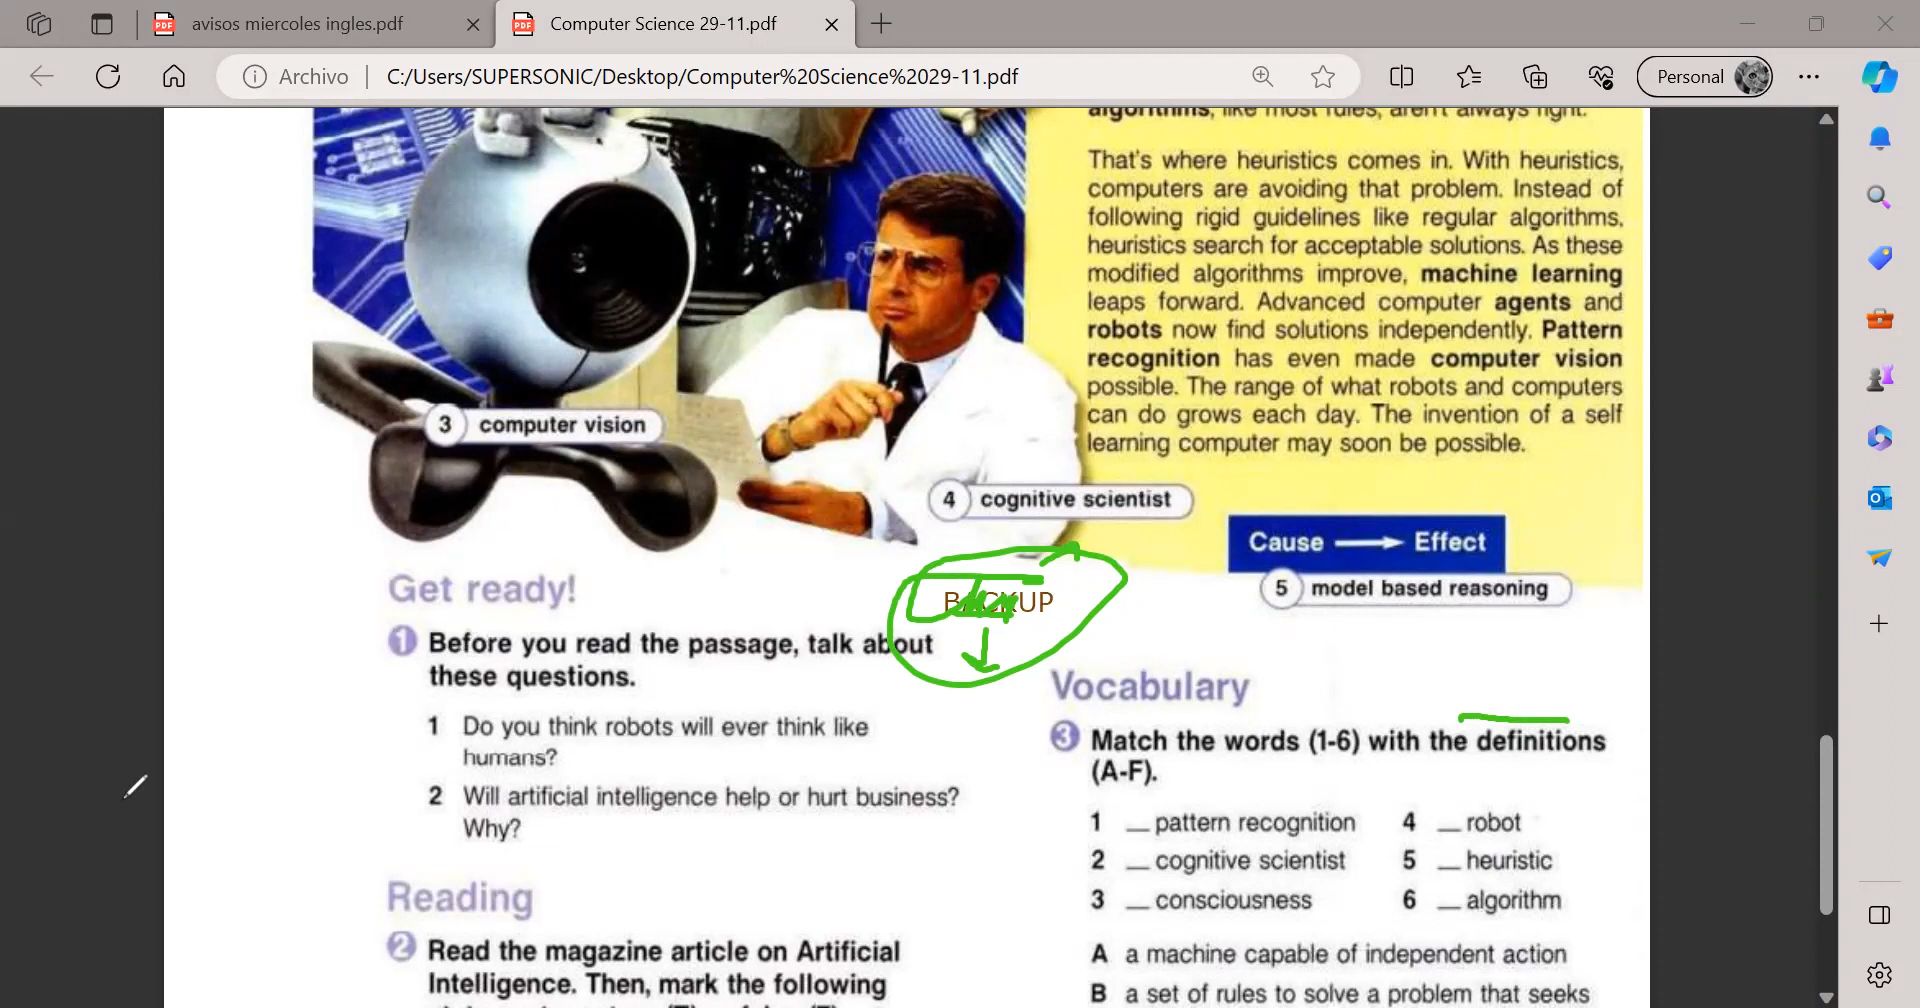 avisos miercoles ingles.pdf
Computer Science 29-11.pdf
Archivo
C:/Users/SUPERSONIC/Desktop/Computer%20Science%2029-11.pdf
Personal
algorithms, like most rules, aren't always right.
That's where heuristics comes in. With heuristics,
computers are avoiding that problem. Instead of
following rigid guidelines like regular algorithms,
heuristics search for acceptable solutions. As these
modified algorithms improve, machine learning
leaps forward. Advanced computer agents and
robots now find solutions independently. Pattern
recognition has even made computer vision
possible. The range of what robots and computers
can do grows each day. The invention of a self
learning computer may soon be possible.
3 computer vision
4 cognitive scientist
Cause → Effect
5 model based reasoning
BACKUP
Get ready!
1 Before you read the passage, talk about
these questions.
1 Do you think robots will ever think like
humans?
2 Will artificial intelligence help or hurt business?
Why?
Reading
2 Read the magazine article on Artificial
Intelligence. Then, mark the following
Vocabulary
3 Match the words (1-6) with the definitions
(A-F).
1 __ pattern recognition 4 __ robot
2 __ cognitive scientist 5 __ heuristic
3 __ consciousness 6 __ algorithm
A a machine capable of independent action
B a set of rules to solve a problem that seeks